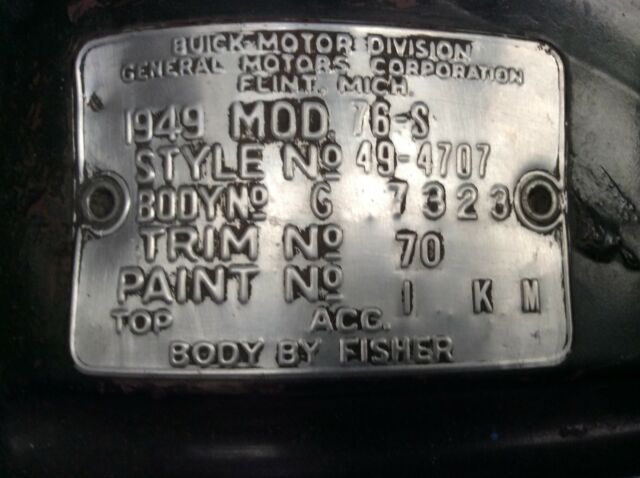 BUICK MOTOR DIVISION
GENERAL MOTORS CORPORATION
FLINT, MICH.
1949 MOD. 76-S
STYLE No 49-4707
BODY No G 7323
TRIM No 70
PAINT No 1 K M
TOP ACC.
BODY BY FISHER